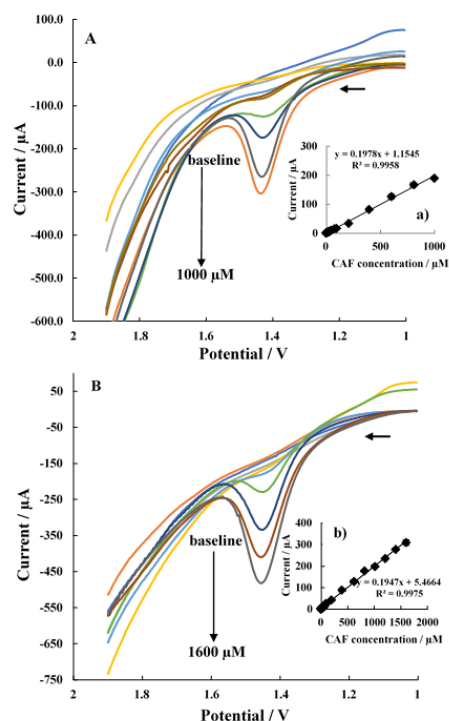 A
100.0
0.0
-100.0
-200.0
-300.0
-400.0
-500.0
-600.0
Current / µA
2
1.8
1.6
1.4
1.2
1
Potential / V
baseline
1000 µM
y = 0.1978x + 1.1545
R² = 0.9958
a)
300
200
100
0
Current / µA
0
500
1000
CAF concentration / µM
B
50
-50
-150
-250
-350
-450
-550
-650
-750
Current / µA
2
1.8
1.6
1.4
1.2
1
Potential / V
baseline
1600 µM
b)
y = 0.1947x + 5.4664
R² = 0.9975
400
300
200
100
0
Current / µA
0
500
1000
1500
2000
CAF concentration / µM